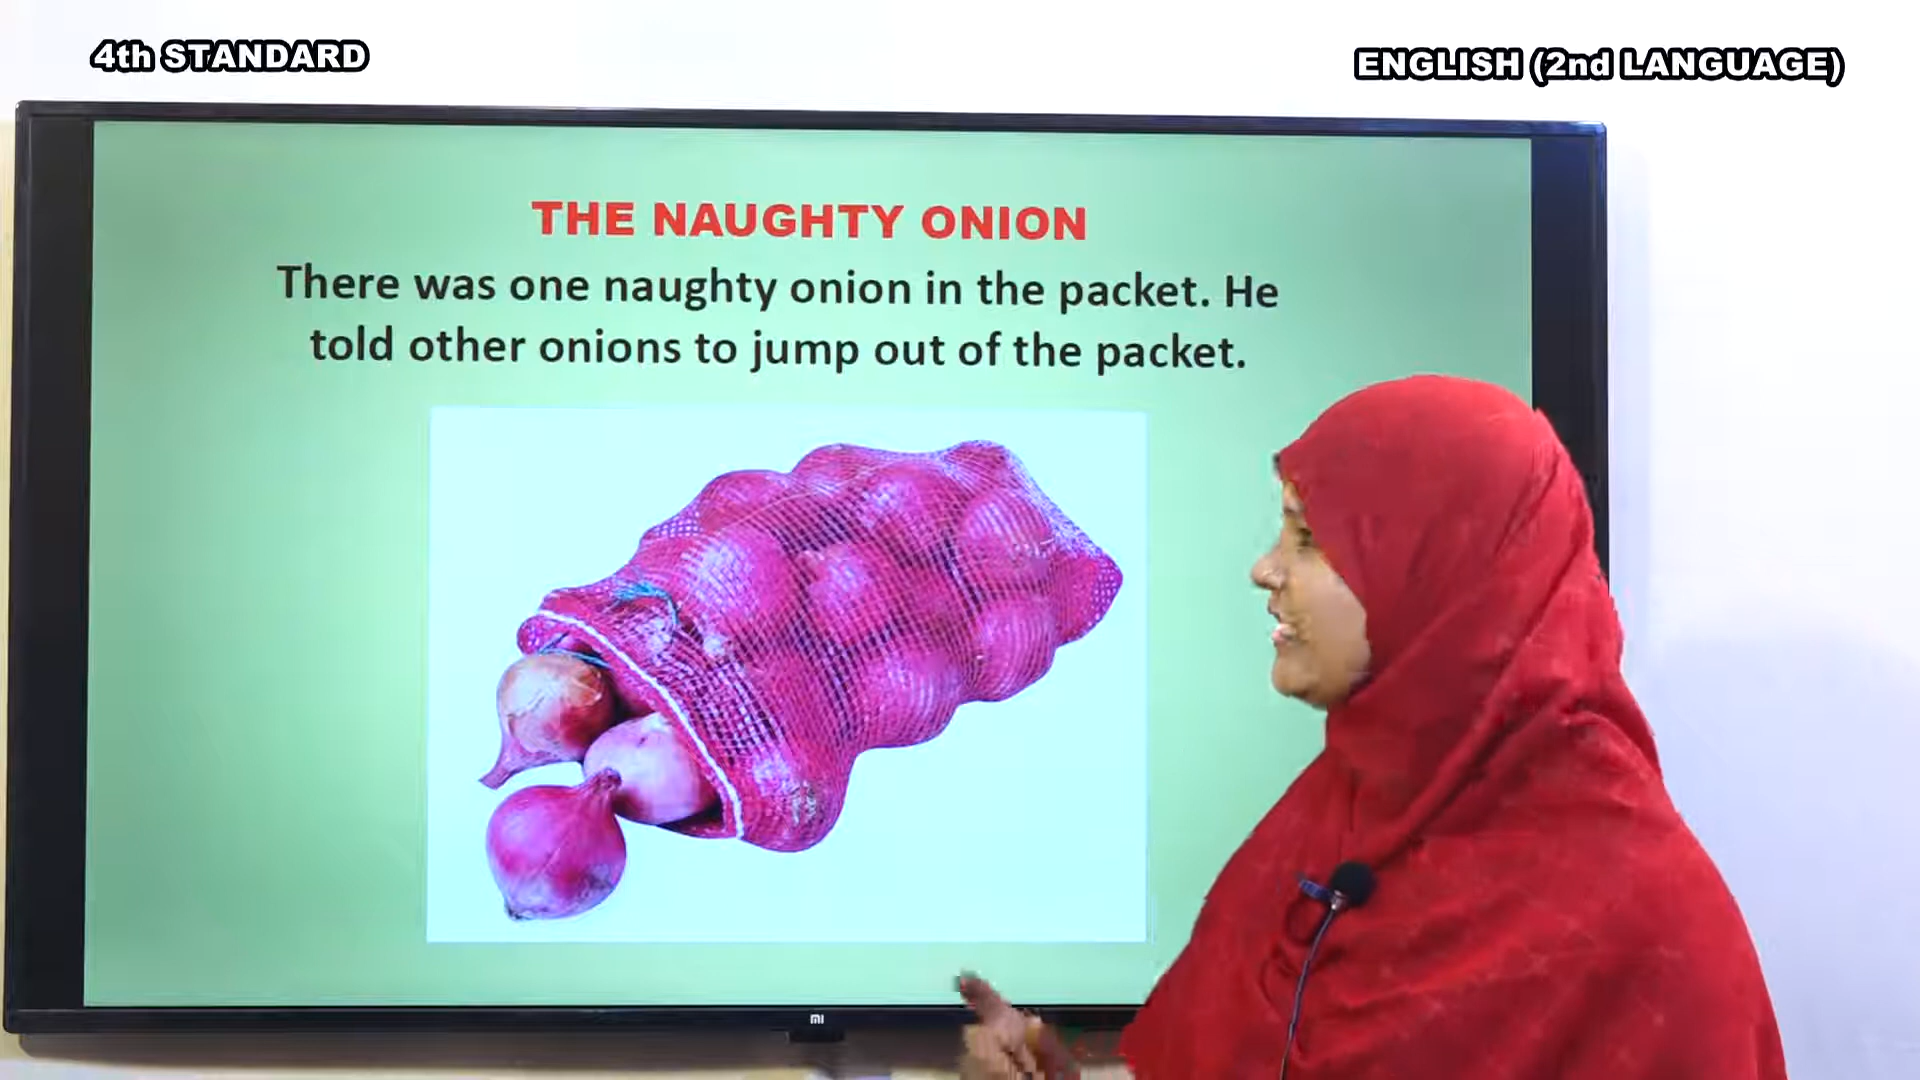 4th STANDARD
ENGLISH (2nd LANGUAGE)
THE NAUGHTY ONION
There was one naughty onion in the packet. He
told other onions to jump out of the packet.
mi